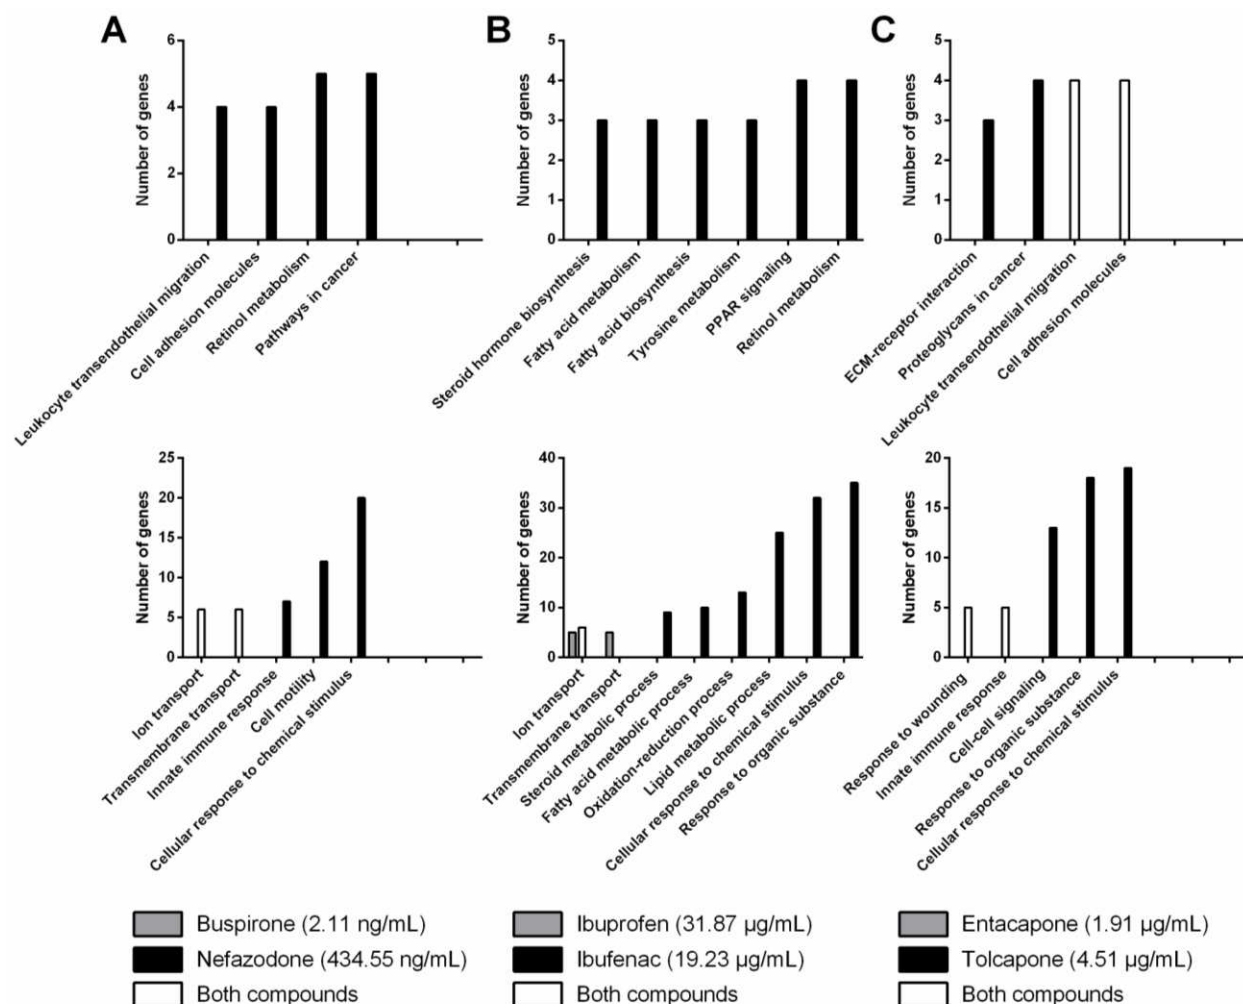 A
Number of genes
6
4
2
0
Leukocyte transendothelial migration
Cell adhesion molecules
Retinol metabolism
Pathways in cancer
B
Number of genes
5
4
3
2
1
0
Steroid hormone biosynthesis
Fatty acid metabolism
Fatty acid biosynthesis
Tyrosine metabolism
PPAR signaling
Retinol metabolism
C
Number of genes
5
4
3
2
1
0
ECM-receptor interaction
Proteoglycans in cancer
Leukocyte transendothelial migration
Cell adhesion molecules
Number of genes
25
20
15
10
5
0
Ion transport
Transmembrane transport
Innate immune response
Cell motility
Cellular response to chemical stimulus
Number of genes
40
30
20
10
0
Ion transport
Transmembrane transport
Steroid metabolic process
Fatty acid metabolic process
Oxidation-reduction process
Lipid metabolic process
Cellular response to chemical stimulus
Response to organic substance
Number of genes
20
15
10
5
0
Response to wounding
Innate immune response
Cell-cell signaling
Response to organic substance
Cellular response to chemical stimulus
Buspirone (2.11 ng/mL)
Nefazodone (434.55 ng/mL)
Both compounds
Ibuprofen (31.87 µg/mL)
Ibufenac (19.23 µg/mL)
Both compounds
Entacapone (1.91 µg/mL)
Tolcapone (4.51 µg/mL)
Both compounds